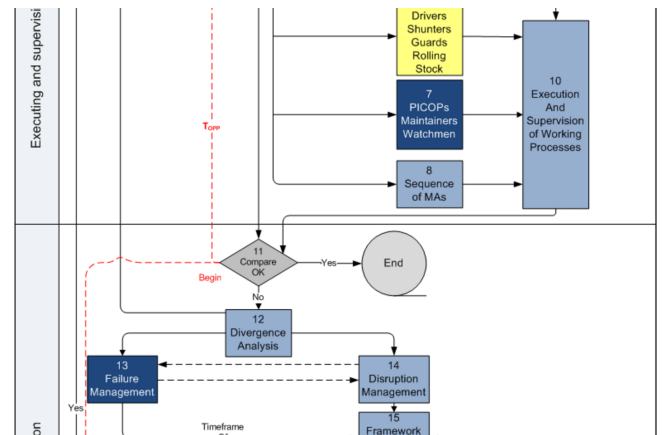 Executing and supervisi
Drivers
Shunters
Guards
Rolling
Stock
10
Execution
And
Supervision
of Working
Processes
7
PICOPs
Maintainers
Watchmen
TOPP
8
Sequence
of MAs
11
Compare
OK
Yes
End
Begin
No
12
Divergence
Analysis
13
Failure
Management
14
Disruption
Management
Yes
15
Framework
Timeframe
on